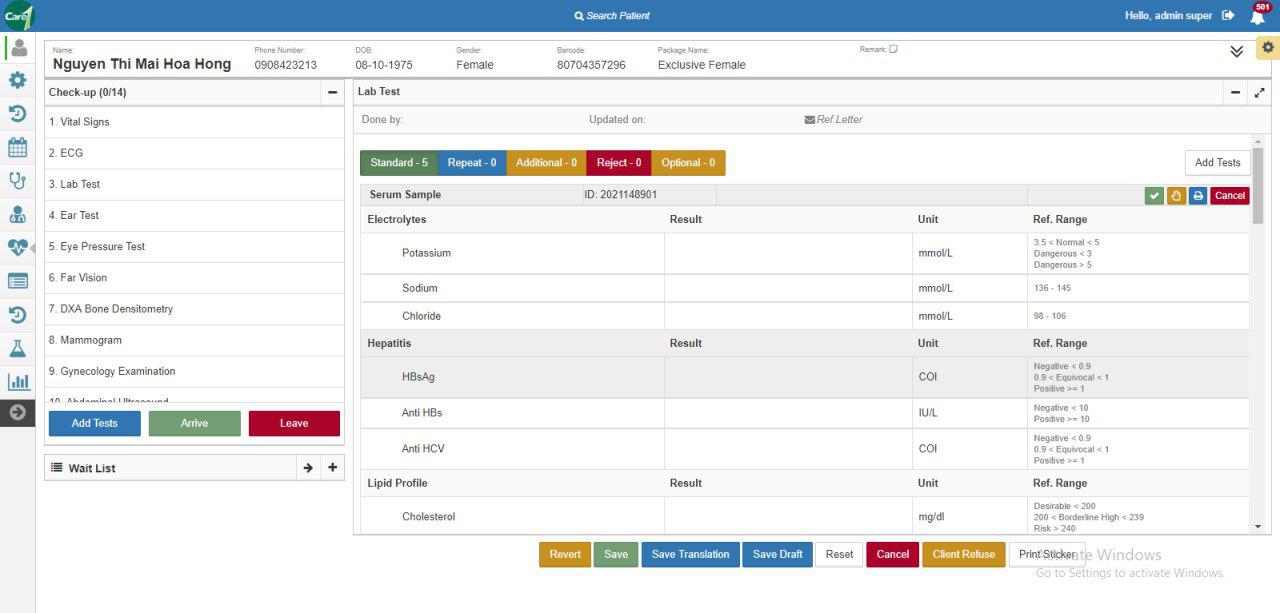 Care1
Search Patient
Hello, admin super
501
Name:
Nguyen Thi Mai Hoa Hong
Phone Number:
0908423213
DOB:
08-10-1975
Gender:
Female
Barcode:
80704357296
Package Name:
Exclusive Female
Remark:
Check-up (0/14)
1. Vital Signs
2. ECG
3. Lab Test
4. Ear Test
5. Eye Pressure Test
6. Far Vision
7. DXA Bone Densitometry
8. Mammogram
9. Gynecology Examination
10. Abdominal Ultrasound
Add Tests Arrive Leave
Wait List
Lab Test
Done by: Updated on: Ref.Letter
Standard - 5 Repeat - 0 Additional - 0 Reject - 0 Optional - 0 Add Tests
Serum Sample ID: 2021148901 Cancel
Electrolytes Result Unit Ref. Range
Potassium mmol/L
3.5 < Normal < 5
Dangerous < 3
Dangerous > 5
Sodium mmol/L 136 - 145
Chloride mmol/L 98 - 106
Hepatitis Result Unit Ref. Range
HBsAg COI
Negative < 0.9
0.9 < Equivocal < 1
Positive >= 1
Anti HBs IU/L
Negative < 10
Positive >= 10
Anti HCV COI
Negative < 0.9
0.9 < Equivocal < 1
Positive >= 1
Lipid Profile Result Unit Ref. Range
Cholesterol mg/dl
Desirable < 200
200 < Borderline High < 239
Risk > 240
Revert Save Save Translation Save Draft Reset Cancel Client Refuse Print Sticker
Activate Windows
Go to Settings to activate Windows.